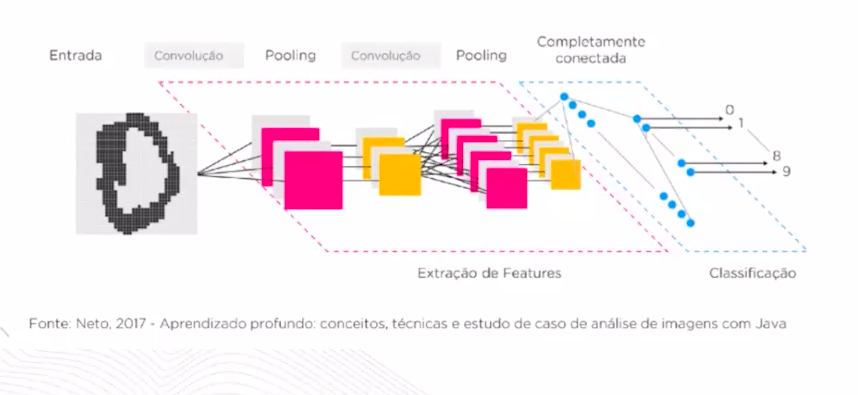 Entrada
Convolução
Pooling
Convolução
Pooling
Completamente
conectada
0
1
8
9
Extração de Features
Classificação
Fonte: Neto, 2017 - Aprendizado profundo: conceitos, técnicas e estudo de caso de análise de imagens com Java